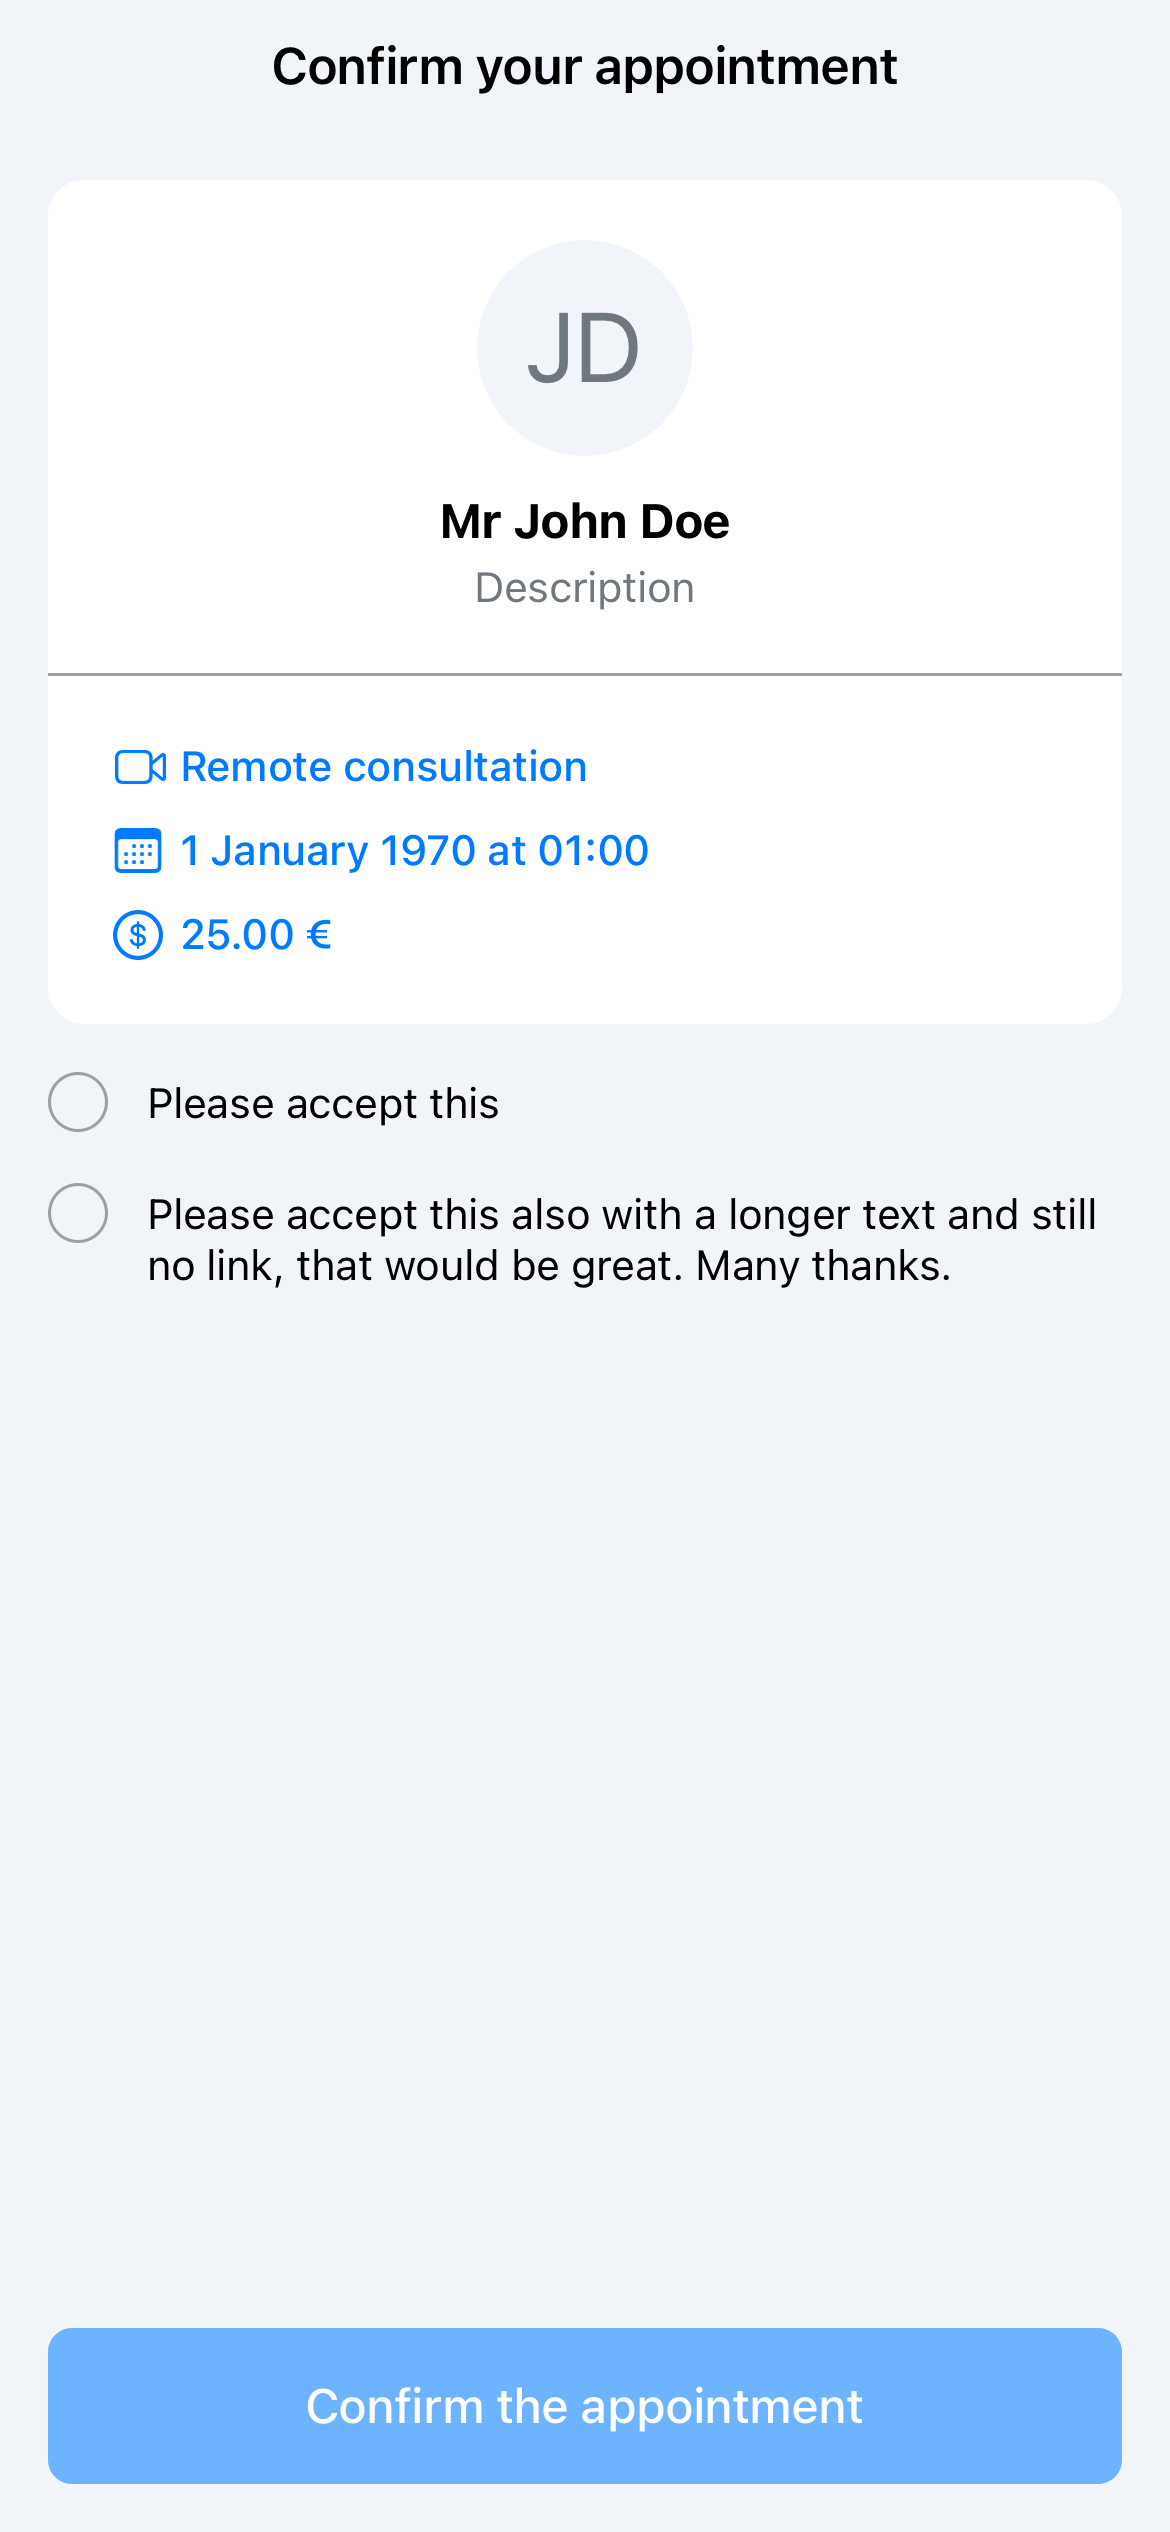 Confirm your appointment
JD
Mr John Doe
Description
Remote consultation
1 January 1970 at 01:00
$ 25.00 €
Please accept this
Please accept this also with a longer text and still
no link, that would be great. Many thanks.
Confirm the appointment